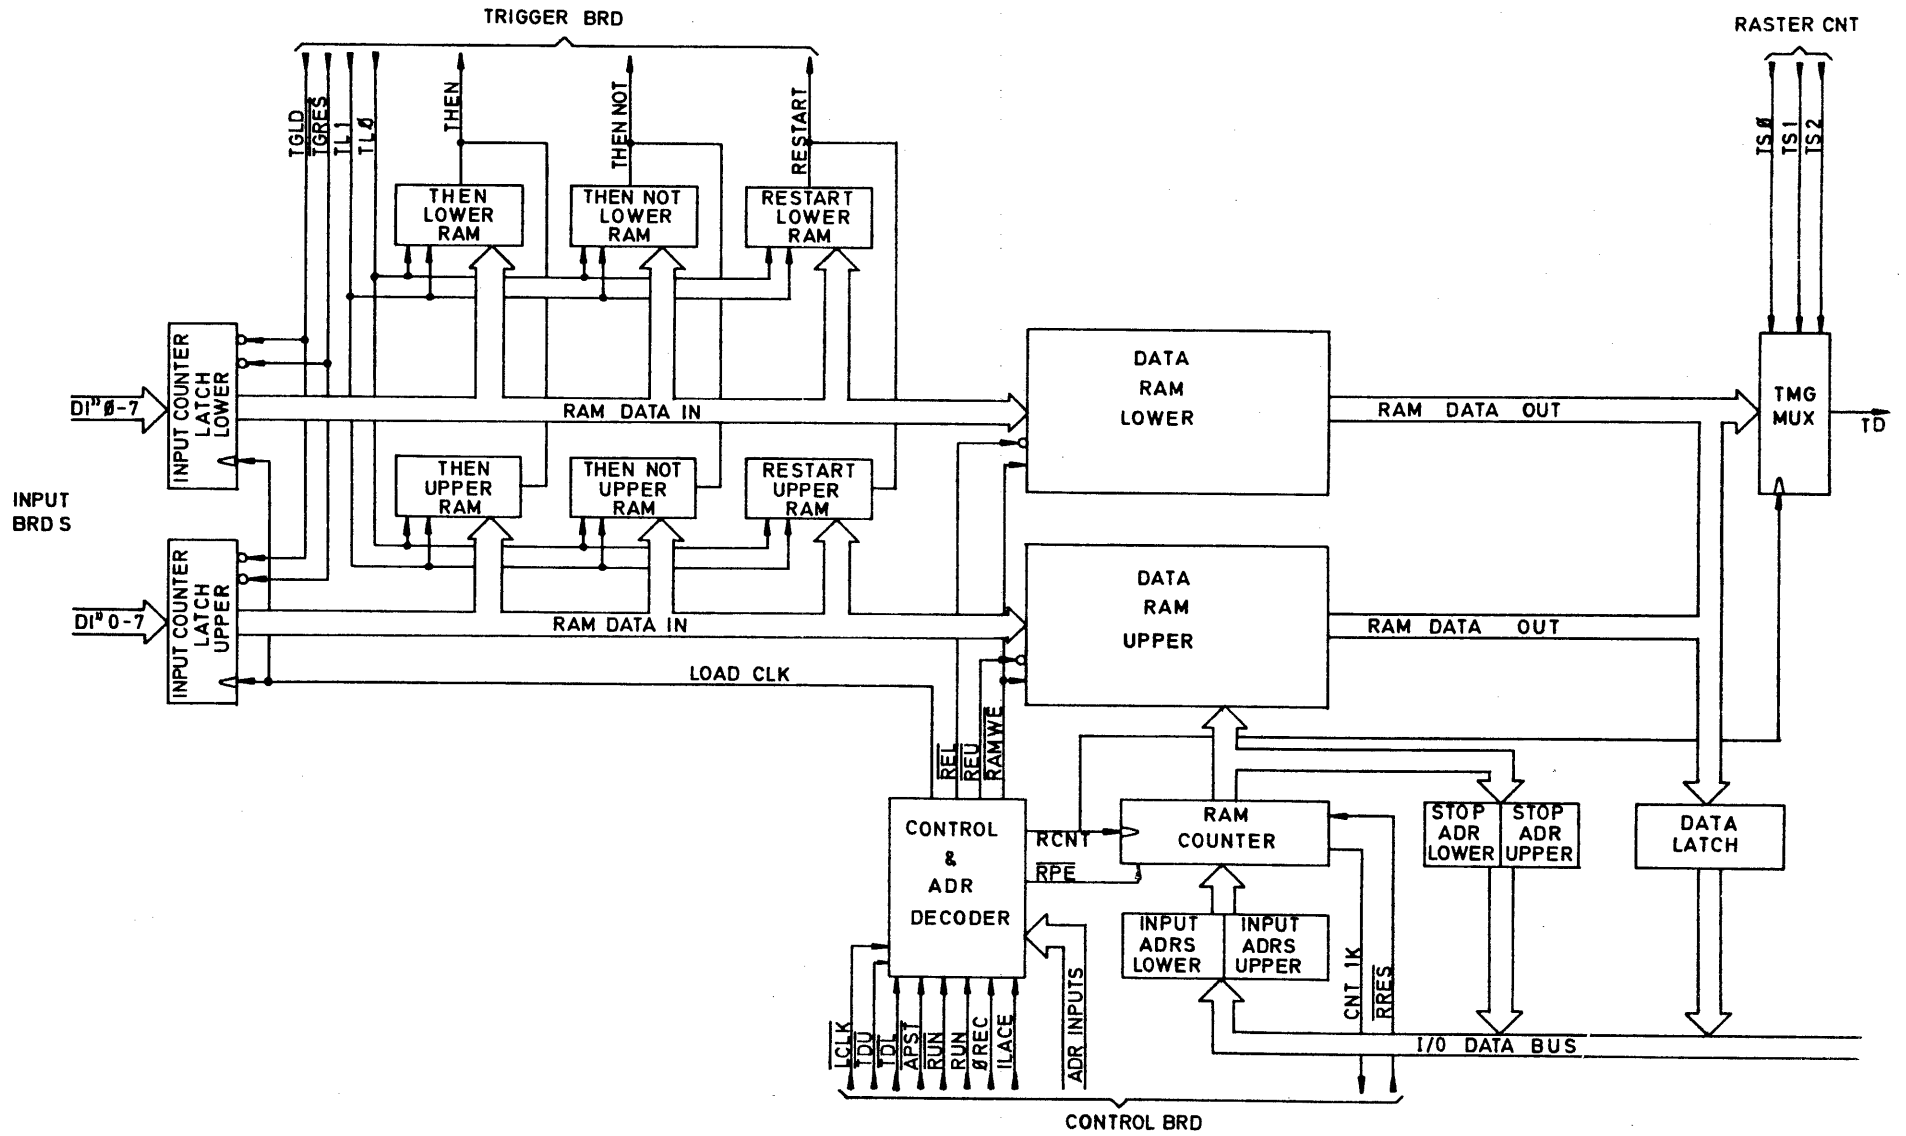 TRIGGER BRD
RASTER CNT
TGLD
TGRES
TL1
TLØ
THEN
THEN NOT
RESTART
TSØ
TS1
TS2
THEN
LOWER
RAM
THEN NOT
LOWER
RAM
RESTART
LOWER
RAM
INPUT COUNTER
LATCH
LOWER
DI"Ø-7
RAM DATA IN
DATA
RAM
LOWER
RAM DATA OUT
TMG
MUX
TD
THEN
UPPER
RAM
THEN NOT
UPPER
RAM
RESTART
UPPER
RAM
INPUT
BRD S
INPUT COUNTER
LATCH
UPPER
DI"0-7
RAM DATA IN
DATA
RAM
UPPER
RAM DATA OUT
LOAD CLK
REL
REU
RAMWE
CONTROL
&
ADR
DECODER
RCNT
RPE
RAM
COUNTER
STOP
ADR
LOWER
STOP
ADR
UPPER
DATA
LATCH
INPUT
ADRS
LOWER
INPUT
ADRS
UPPER
LCLK
TDU
TDL
APST
RUN
RUN
ØREC
ILACE
ADR INPUTS
CNT 1K
RRES
I/O DATA BUS
CONTROL BRD